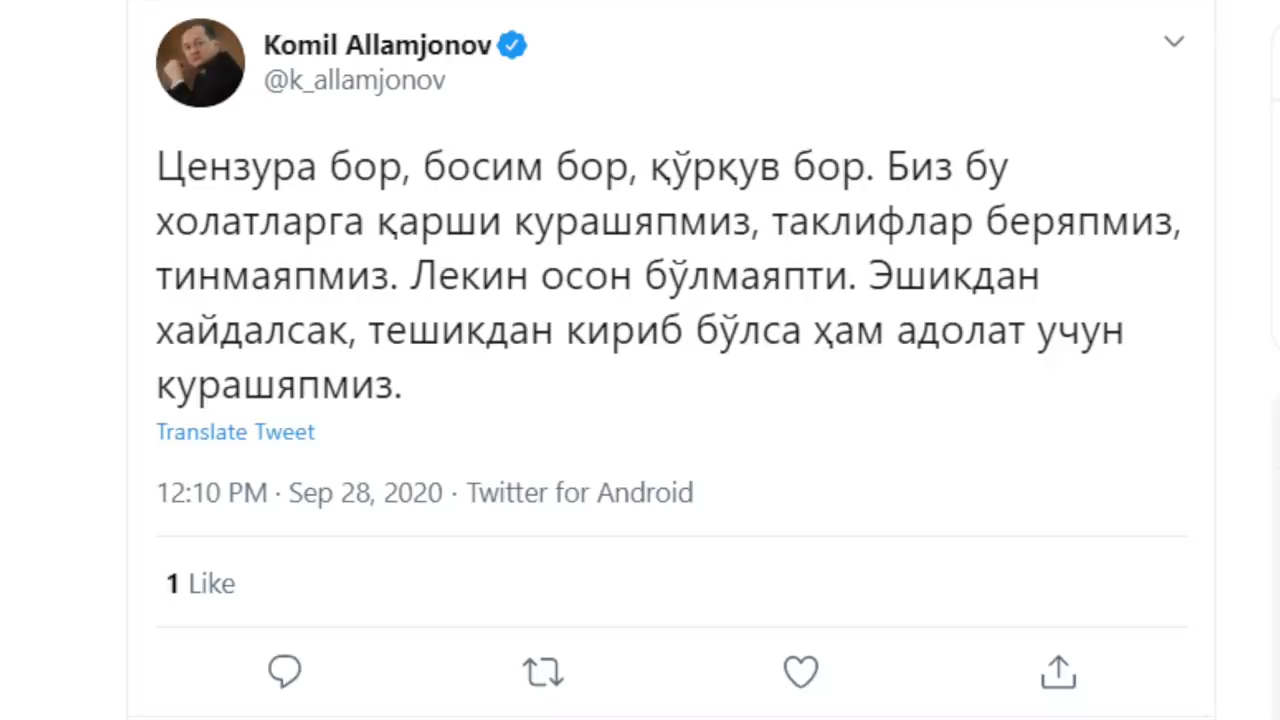 Komil Allamjonov
@k_allamjonov
Цензура бор, босим бор, қўрқув бор. Биз бу
холатларга қарши курашяпмиз, таклифлар беряпмиз,
тинмаяпмиз. Лекин осон бўлмаяпти. Эшикдан
хайдалсак, тешикдан кириб бўлса ҳам адолат учун
курашяпмиз.
Translate Tweet
12:10 PM · Sep 28, 2020 · Twitter for Android
1 Like